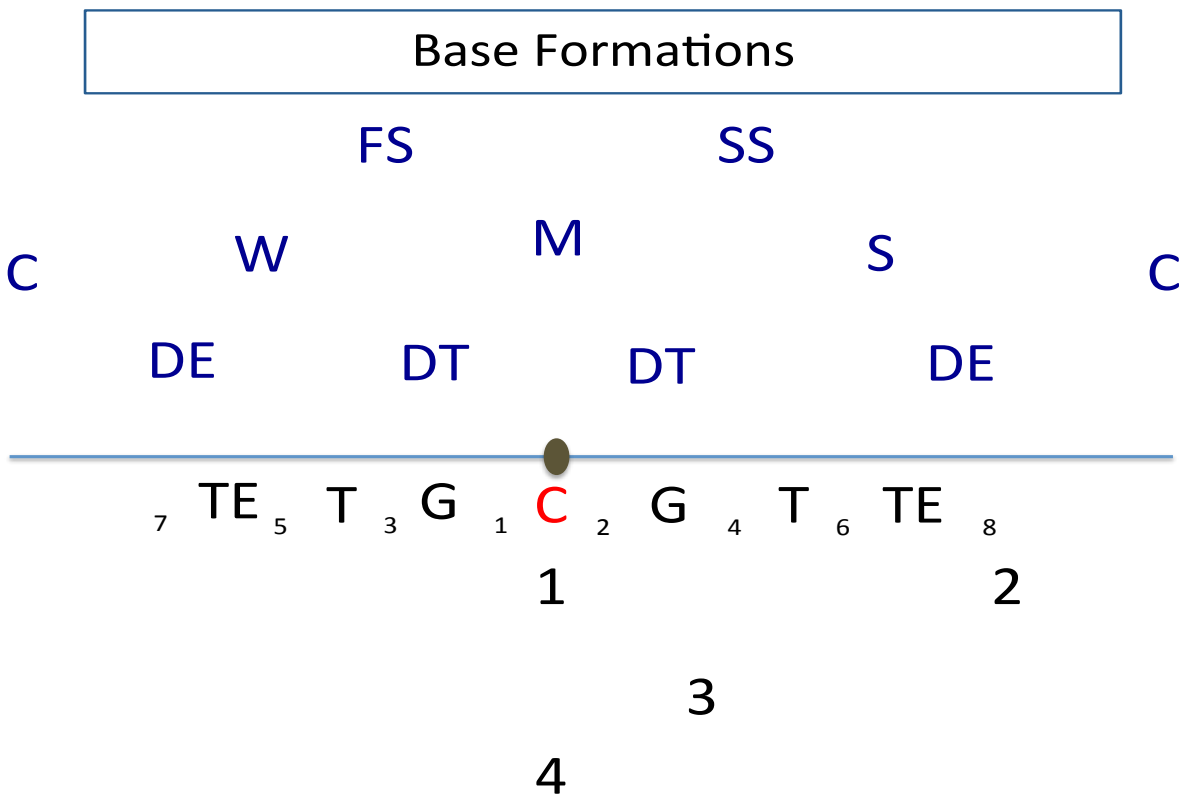 Base Formations
FS SS
C W M S C
DE DT DT DE
7 TE 5 T 3 G 1 C 2 G 4 T 6 TE 8
1 2
3
4